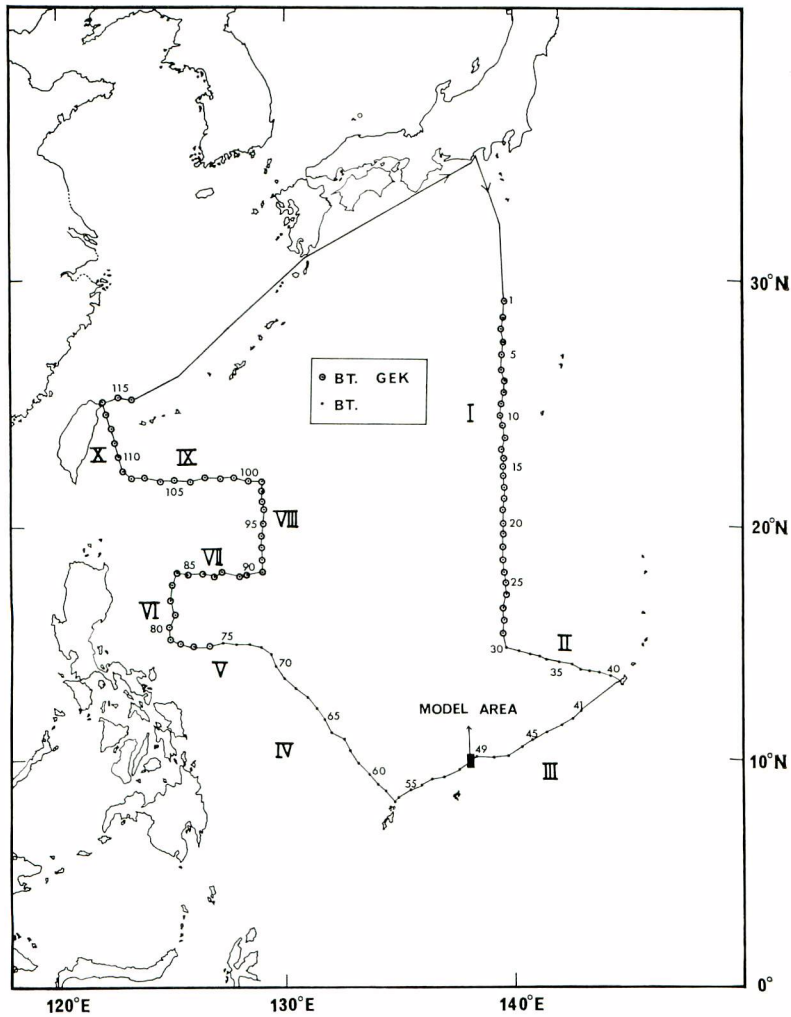 1
5
30°N
BT. GEK
BT.
115
I
10
X
110
IX
15
105
100
95
VIII
20
20°N
VII
85
90
25
VI
80
75
V
30
II
35
40
70
MODEL AREA
41
65
45
49
IV
III
10°N
60
55
0°
120°E
130°E
140°E